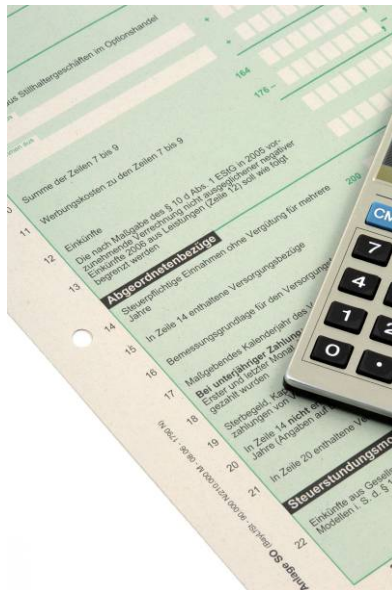 aus Stillhaltergeschäften im Optionshandel
164
176
Summe der Zeilen 7 bis 9
Werbungskosten zu den Zeilen 7 bis 9
11
Einkünfte
12
Die nach Maßgabe des § 10 d Abs. 1 EStG in 2005 vor-
zunehmende Verrechnung nicht ausgeglichener negativer
Einkünfte 2006 aus Leistungen (Zeile 12) soll wie folgt
begrenzt werden
200
13
Abgeordnetenbezüge
Steuerpflichtige Einnahmen ohne Vergütung für mehrere
Jahre
14
In Zeile 14 enthaltene Versorgungsbezüge
15
Bemessungsgrundlage für den
16
Maßgebendes Kalenderjahr des
17
Bei unterjähriger Zahlung
Erster und letzter Monat
gezahlt wurden
18
Sterbegeld,
zahlungen von
19
In Zeile 14 nicht
Jahre (Angaben auf
20
In Zeile 20 enthaltene
21
Einkünfte aus
Modellen i. S. d. §
22
Anlage SO
CM
7
4
1
2
0